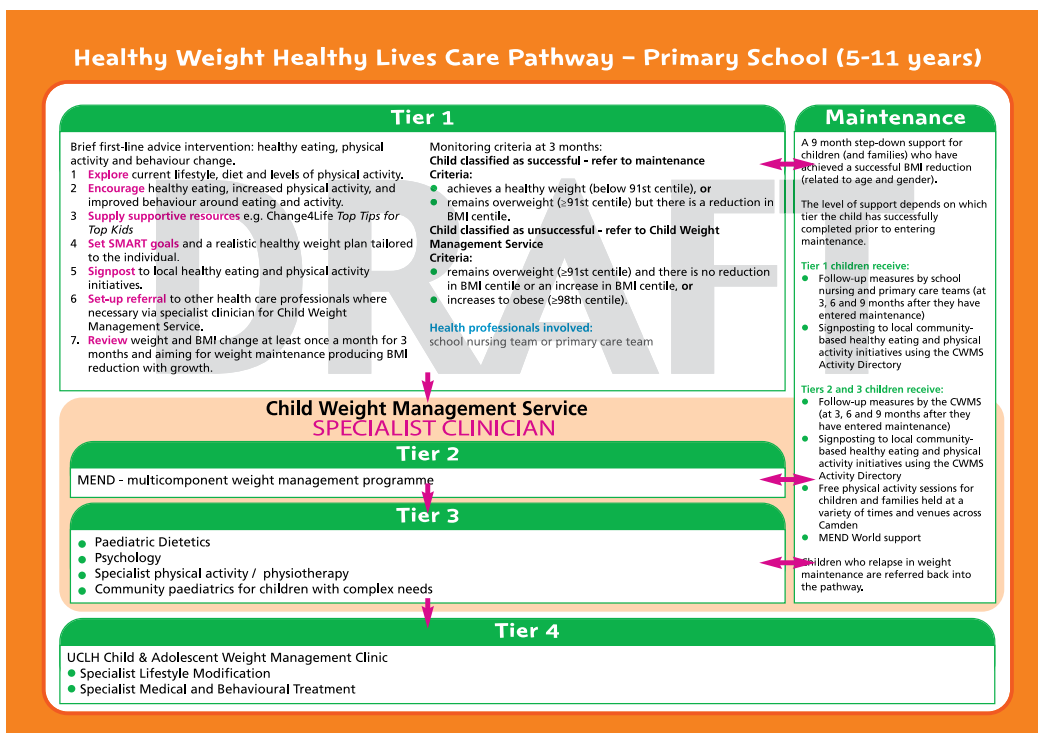 Healthy Weight Healthy Lives Care Pathway – Primary School (5-11 years)
Tier 1
Brief first-line advice intervention: healthy eating, physical
activity and behaviour change.
1 Explore current lifestyle, diet and levels of physical activity.
2 Encourage healthy eating, increased physical activity, and
improved behaviour around eating and activity.
3 Supply supportive resources e.g. Change4Life Top Tips for
Top Kids
4 Set SMART goals and a realistic healthy weight plan tailored
to the individual.
5 Signpost to local healthy eating and physical activity
initiatives.
6 Set-up referral to other health care professionals where
necessary via specialist clinician for Child Weight
Management Service.
7. Review weight and BMI change at least once a month for 3
months and aiming for weight maintenance producing BMI
reduction with growth.
Monitoring criteria at 3 months:
Child classified as successful - refer to maintenance
Criteria:
● achieves a healthy weight (below 91st centile), or
● remains overweight (≥91st centile) but there is a reduction in
BMI centile.
Child classified as unsuccessful - refer to Child Weight
Management Service
Criteria:
● remains overweight (≥91st centile) and there is no reduction
in BMI centile or an increase in BMI centile, or
● increases to obese (≥98th centile).
Health professionals involved:
school nursing team or primary care team
DRAFT
Maintenance
A 9 month step-down support for
children (and families) who have
achieved a successful BMI reduction
(related to age and gender).
The level of support depends on which
tier the child has successfully
completed prior to entering
maintenance.
Tier 1 children receive:
● Follow-up measures by school
nursing and primary care teams (at
3, 6 and 9 months after they have
entered maintenance)
● Signposting to local community-
based healthy eating and physical
activity initiatives using the CWMS
Activity Directory
Tiers 2 and 3 children receive:
● Follow-up measures by the CWMS
(at 3, 6 and 9 months after they
have entered maintenance)
● Signposting to local community-
based healthy eating and physical
activity initiatives using the CWMS
Activity Directory
● Free physical activity sessions for
children and families held at a
variety of times and venues across
Camden
● MEND World support
Children who relapse in weight
maintenance are referred back into
the pathway.
Child Weight Management Service
SPECIALIST CLINICIAN
Tier 2
MEND - multicomponent weight management programme
Tier 3
● Paediatric Dietetics
● Psychology
● Specialist physical activity / physiotherapy
● Community paediatrics for children with complex needs
Tier 4
UCLH Child & Adolescent Weight Management Clinic
● Specialist Lifestyle Modification
● Specialist Medical and Behavioural Treatment